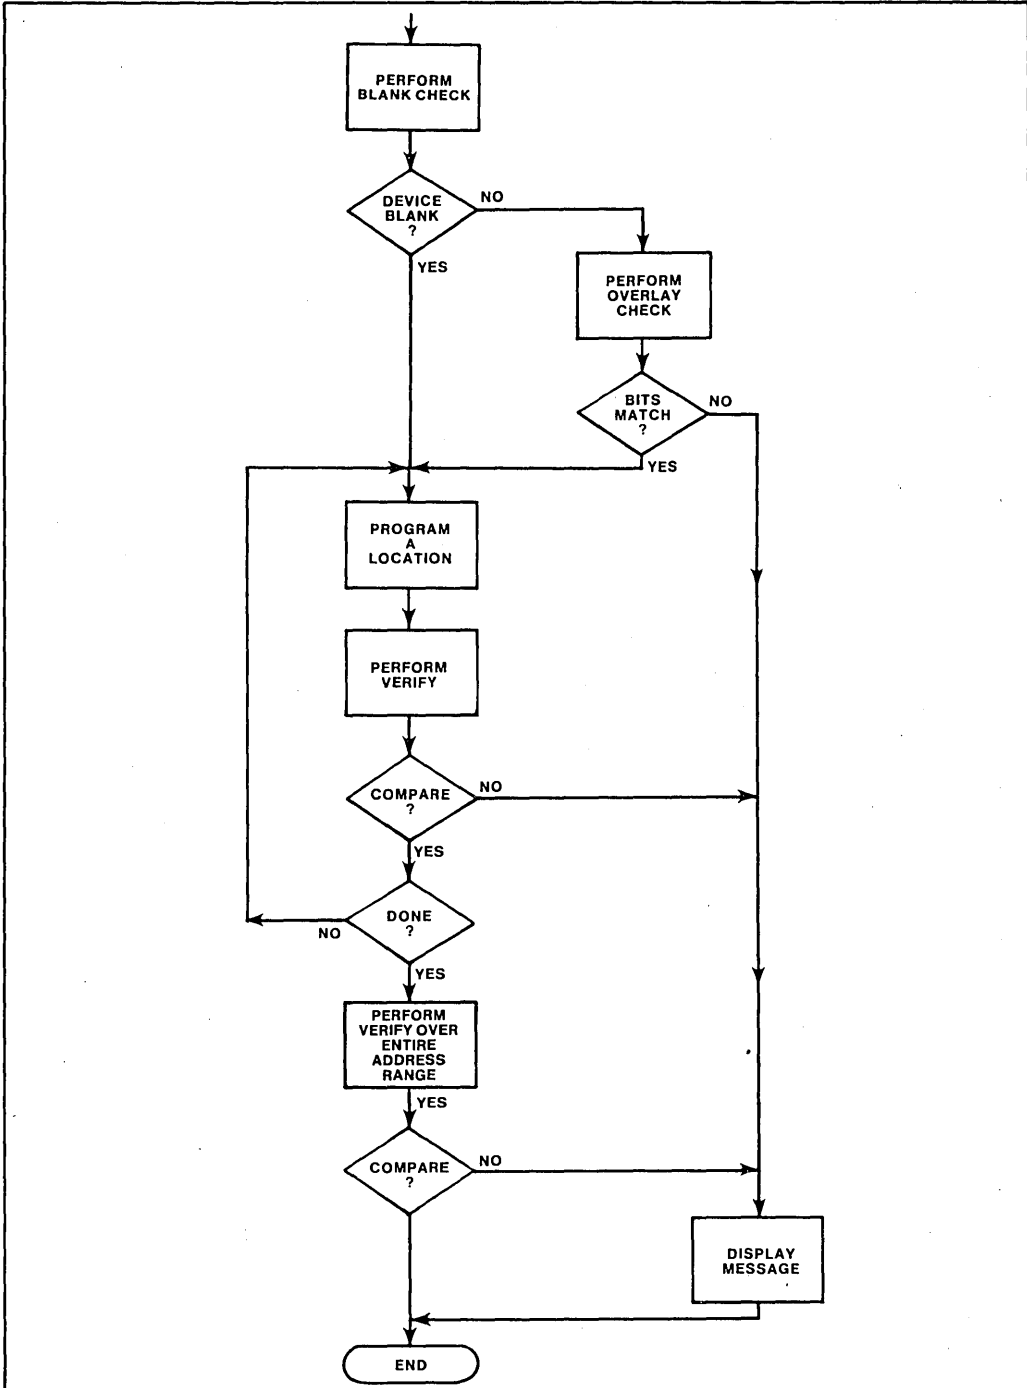 PERFORM
BLANK CHECK
DEVICE
BLANK
?
NO
YES
PERFORM
OVERLAY
CHECK
BITS
MATCH
?
NO
YES
PROGRAM
A
LOCATION
PERFORM
VERIFY
COMPARE
?
NO
YES
DONE
?
NO
YES
PERFORM
VERIFY OVER
ENTIRE
ADDRESS
RANGE
YES
COMPARE
?
NO
DISPLAY
MESSAGE
END